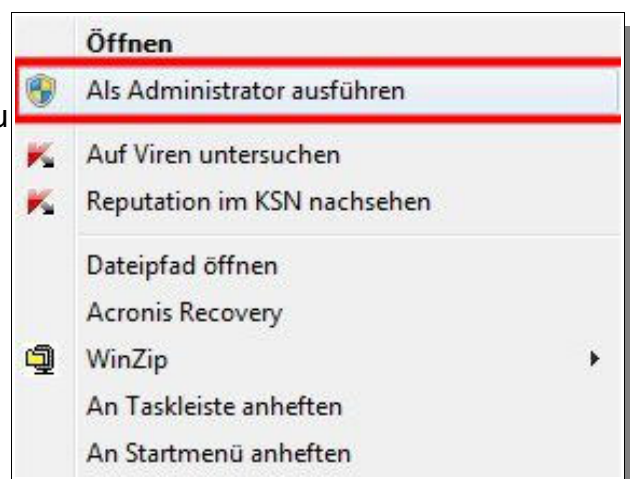 Öffnen
Als Administrator ausführen
u
Auf Viren untersuchen
Reputation im KSN nachsehen
Dateipfad öffnen
Acronis Recovery
WinZip
An Taskleiste anheften
An Startmenü anheften